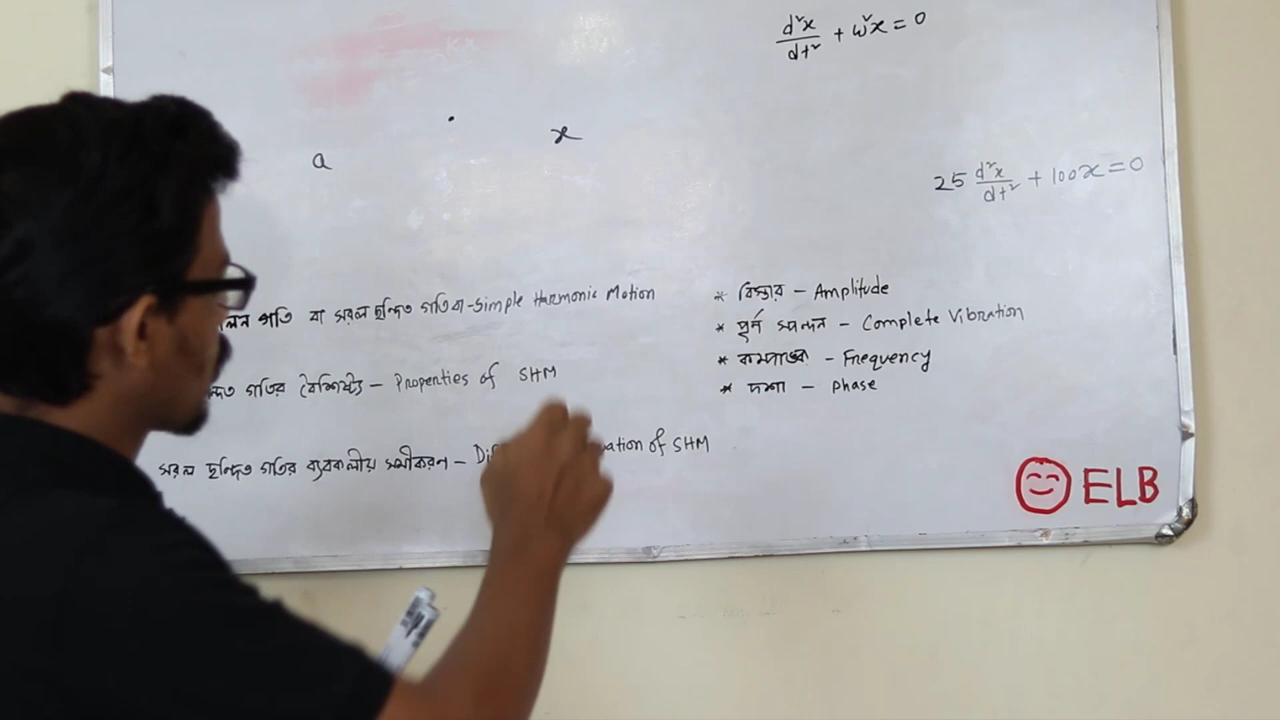 d²x/dt² + ω²x = 0
a
x
25 d²x/dt² + 100x = 0
গতি বা সরল ছন্দিত গতি বা - Simple Harmonic Motion
গতির বৈশিষ্ট্য - Properties of SHM
সরল ছন্দিত গতির ব্যবকলনীয় সমীকরণ - of SHM
* বিস্তার - Amplitude
* পূর্ন স্পন্দন - Complete Vibration
* কম্পাঙ্ক - Frequency
* দশা - phase
ELB